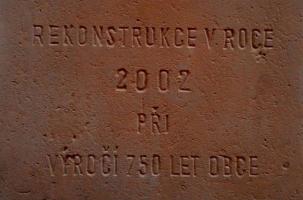 REKONSTRUKCE V ROCE
2002
PŘI
VÝROČÍ 750 LET OBCE